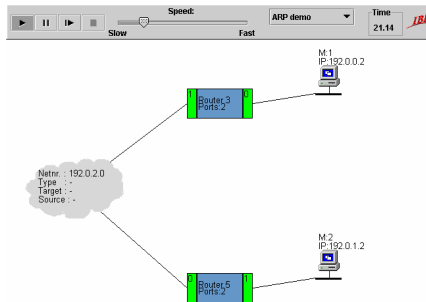 Speed:
Slow
Fast
ARP demo
Time
21.14
M:1
IP:192.0.0.2
1
0
Router 3
Ports:2
Netnr. : 192.0.2.0
Type : -
Target : -
Source : -
M:2
IP:192.0.1.2
0
1
Router 5
Ports:2